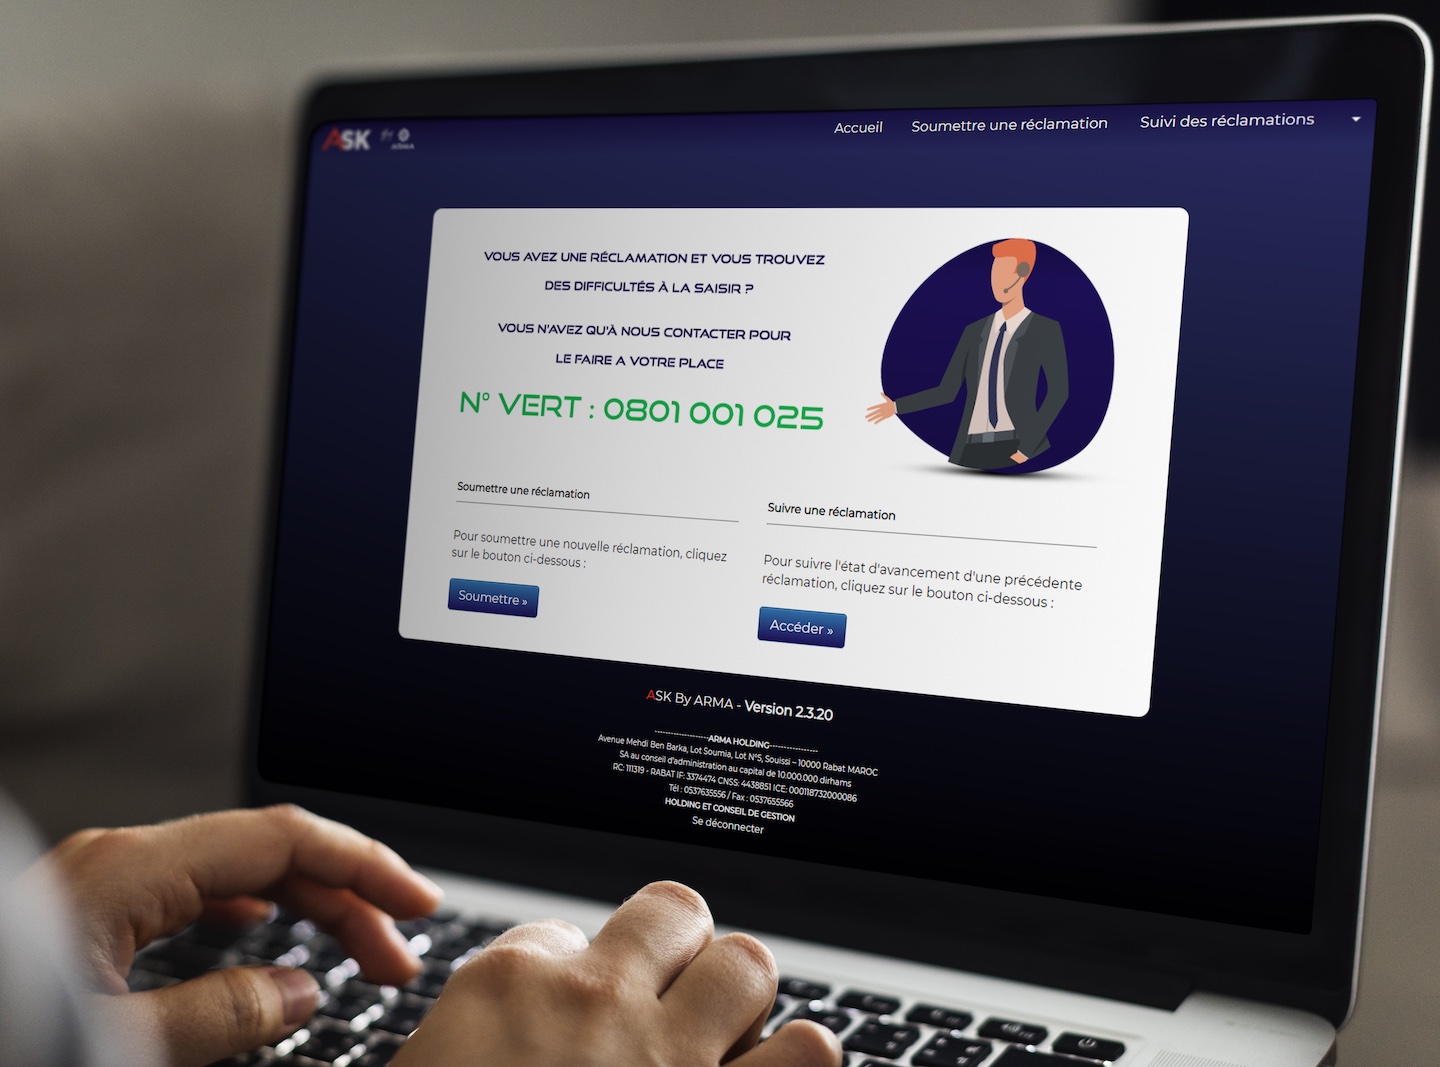 ASK by ARMA
Accueil Soumettre une réclamation Suivi des réclamations
VOUS AVEZ UNE RÉCLAMATION ET VOUS TROUVEZ
DES DIFFICULTÉS À LA SAISIR ?
VOUS N'AVEZ QU'À NOUS CONTACTER POUR
LE FAIRE A VOTRE PLACE
N° VERT : 0801 001 025
Soumettre une réclamation
Pour soumettre une nouvelle réclamation, cliquez
sur le bouton ci-dessous :
Soumettre »
Suivre une réclamation
Pour suivre l'état d'avancement d'une précédente
réclamation, cliquez sur le bouton ci-dessous :
Accéder »
ASK By ARMA - Version 2.3.20
--------------------ARMA HOLDING----------------
Avenue Mehdi Ben Barka, Lot Soumia, Lot N°5, Souissi – 10000 Rabat MAROC
SA au conseil d'administration au capital de 10.000.000 dirhams
RC: 111319 - RABAT IF: 3374474 CNSS: 4438851 ICE: 000118732000086
Tél : 0537635556 / Fax : 0537655566
HOLDING ET CONSEIL DE GESTION
Se déconnecter